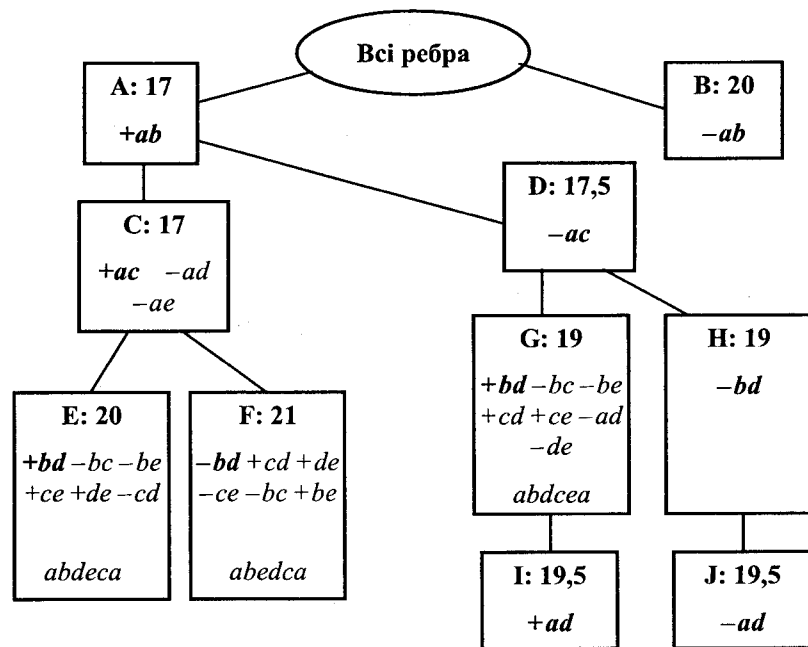 Всі ребра
A: 17
+ab
B: 20
–ab
D: 17,5
–ac
C: 17
+ac –ad
–ae
G: 19
+bd –bc –be
+cd +ce –ad
–de
abdcea
H: 19
–bd
E: 20
+bd –bc –be
+ce +de –cd
abdeca
F: 21
–bd +cd +de
–ce –bc +be
abedca
I: 19,5
+ad
J: 19,5
–ad